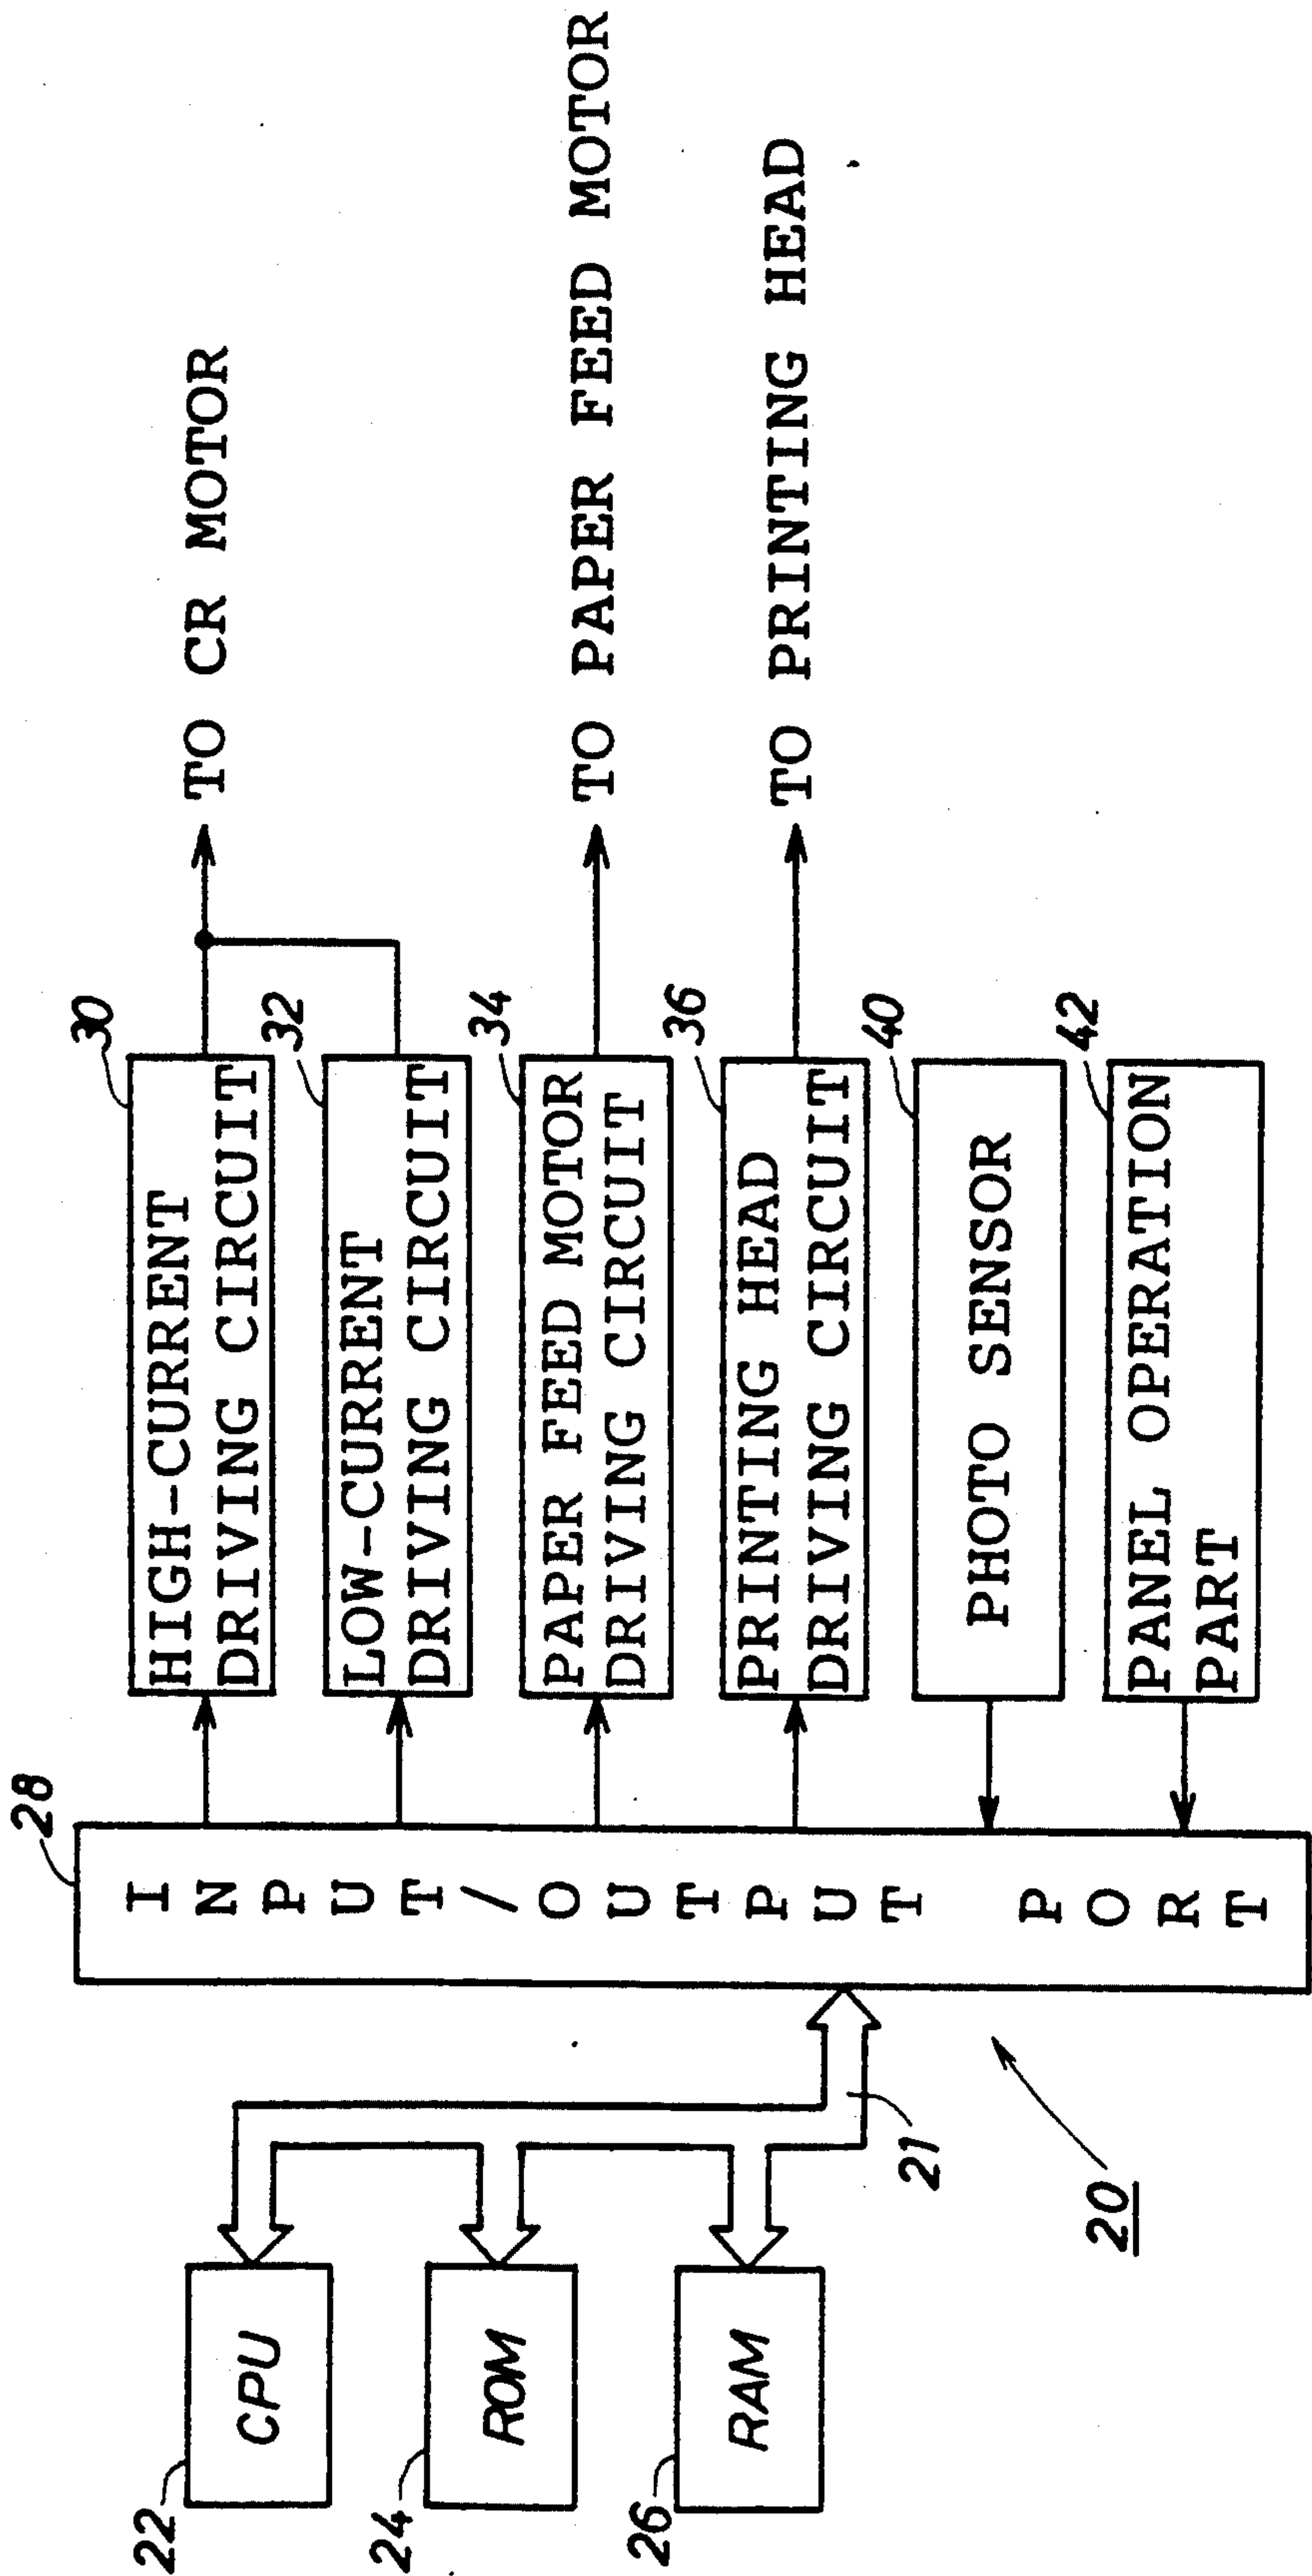 22
CPU
24
ROM
26
RAM
21
20
28
INPUT/OUTPUT PORT
30
HIGH-CURRENT
DRIVING CIRCUIT
TO CR MOTOR
32
LOW-CURRENT
DRIVING CIRCUIT
34
PAPER FEED MOTOR
DRIVING CIRCUIT
TO PAPER FEED MOTOR
36
PRINTING HEAD
DRIVING CIRCUIT
TO PRINTING HEAD
40
PHOTO SENSOR
42
PANEL OPERATION
PART